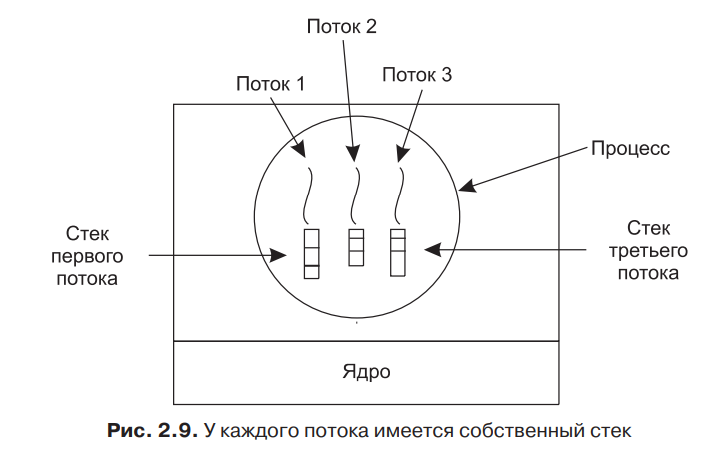 Поток 2
Поток 1
Поток 3
Процесс
Стек
первого
потока
Стек
третьего
потока
Ядро
Рис. 2.9. У каждого потока имеется собственный стек